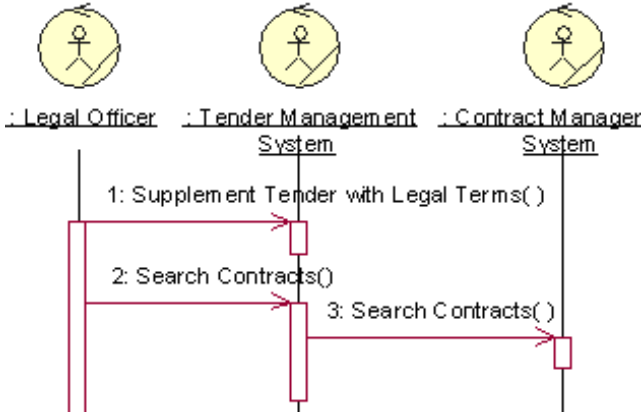 : Legal Officer
: Tender Management
System
: Contract Manager
System
1: Supplement Tender with Legal Terms( )
2: Search Contracts()
3: Search Contracts( )